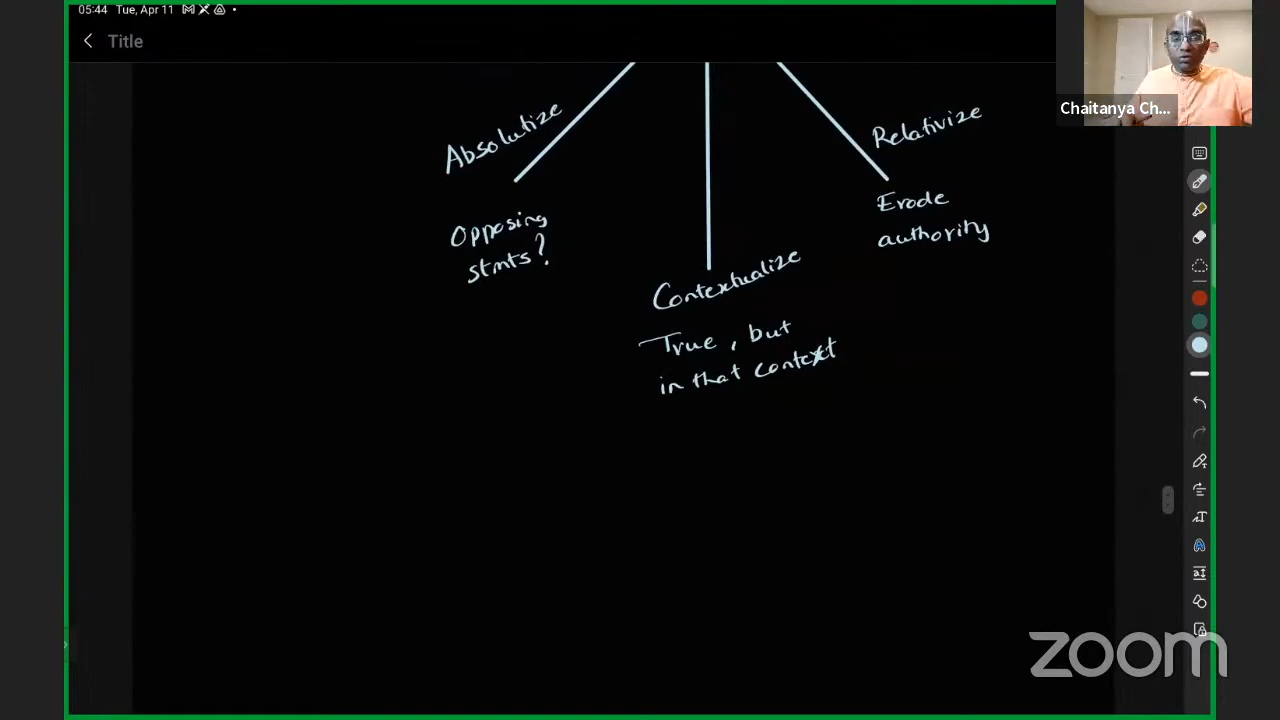 05:44 Tue, Apr 11
Title
Chaitanya Ch...
Absolutize
Opposing
stmts?
Contextualize
True, but
in that context
Relativize
Erode
authority
zoom